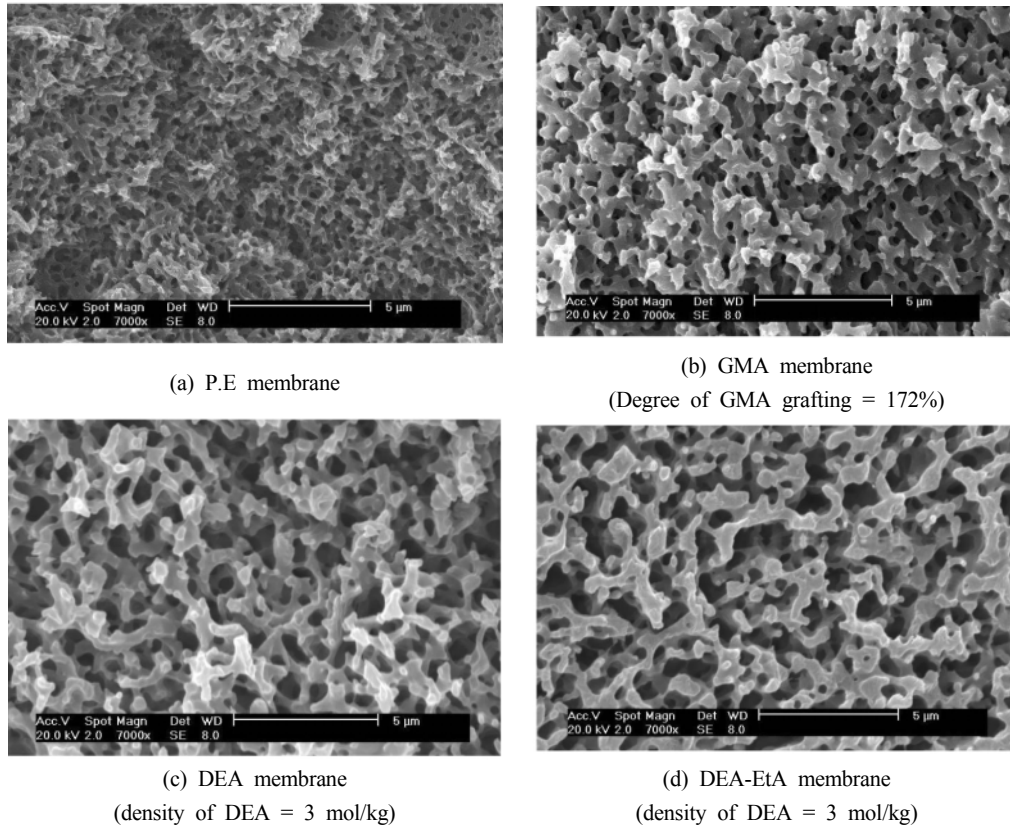 Acc.V Spot Magn Det WD 5 µm
20.0 kV 2.0 7000x SE 8.0
(a) P.E membrane
Acc.V Spot Magn Det WD 5 µm
20.0 kV 2.0 7000x SE 8.0
(b) GMA membrane
(Degree of GMA grafting = 172%)
Acc.V Spot Magn Det WD 5 µm
20.0 kV 2.0 7000x SE 8.0
(c) DEA membrane
(density of DEA = 3 mol/kg)
Acc.V Spot Magn Det WD 5 µm
20.0 kV 2.0 7000x SE 8.0
(d) DEA-EtA membrane
(density of DEA = 3 mol/kg)